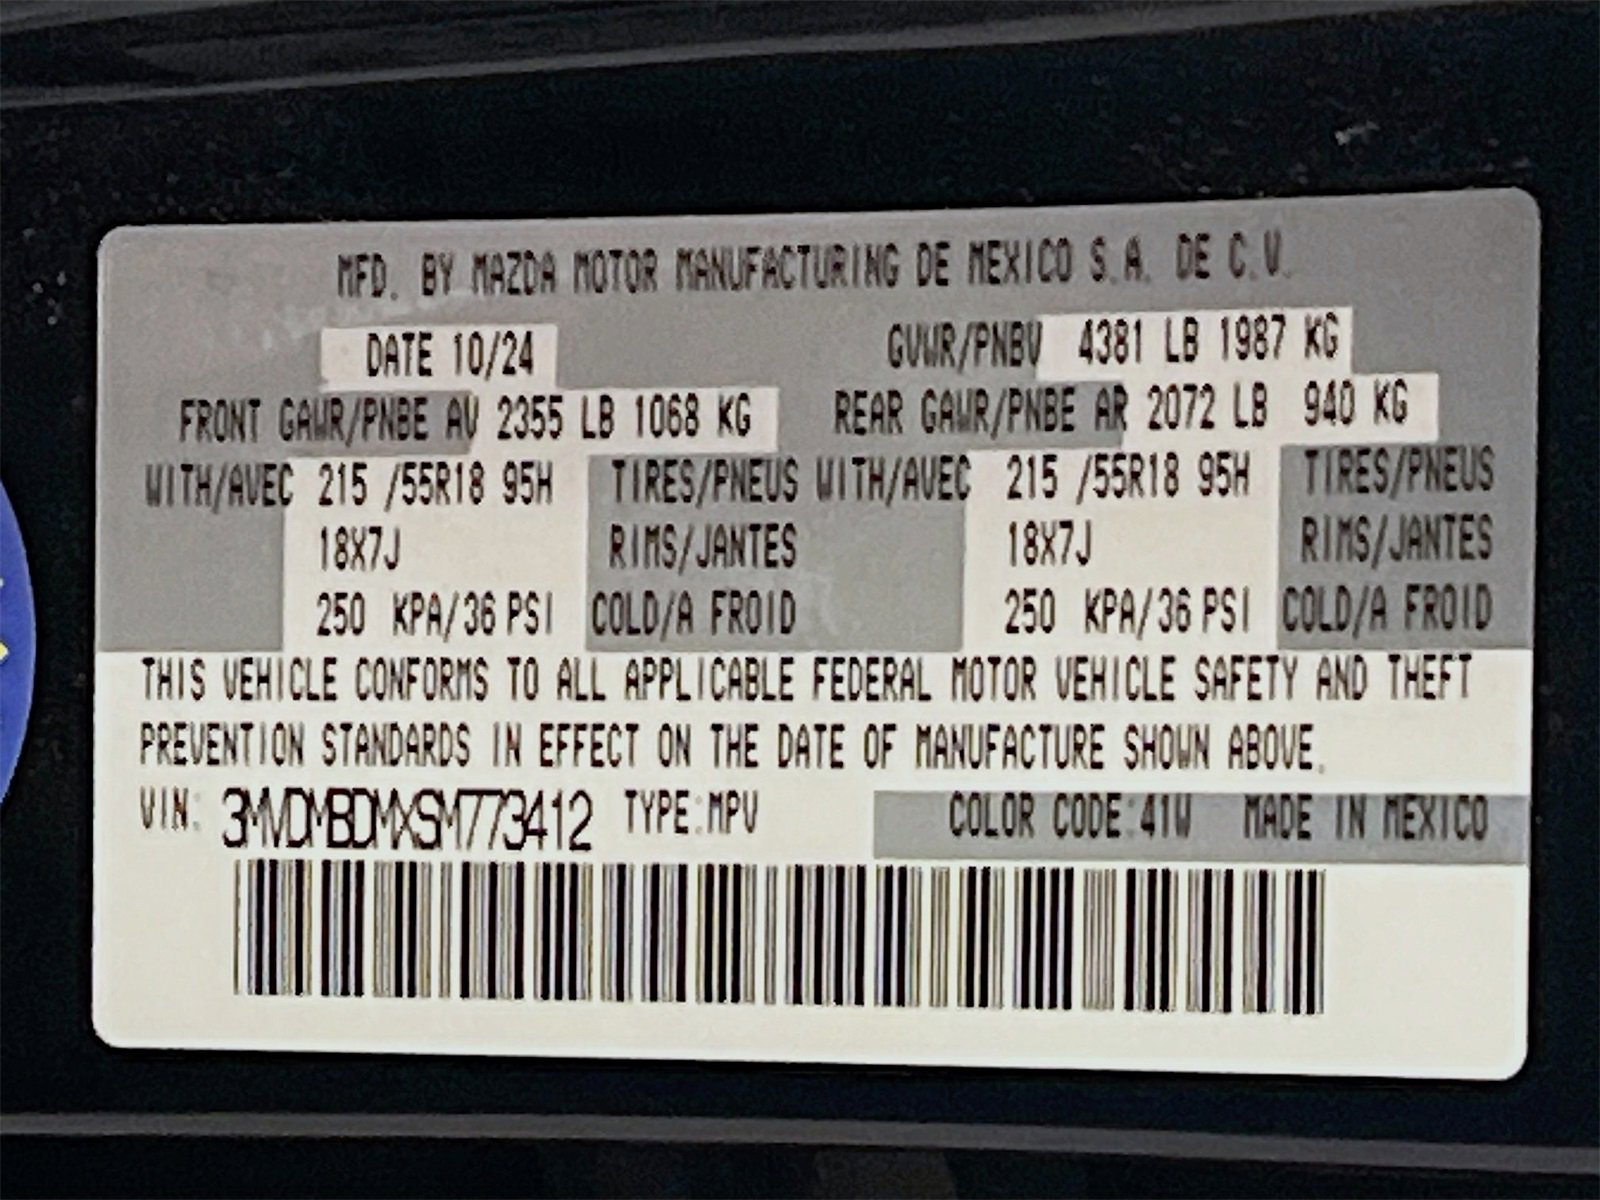 MFD. BY MAZDA MOTOR MANUFACTURING DE MEXICO S.A. DE C.V.
DATE 10/24 GVWR/PNBV 4381 LB 1987 KG
FRONT GAWR/PNBE AV 2355 LB 1068 KG REAR GAWR/PNBE AR 2072 LB 940 KG
WITH/AVEC 215 /55R18 95H TIRES/PNEUS WITH/AVEC 215 /55R18 95H TIRES/PNEUS
18X7J RIMS/JANTES 18X7J RIMS/JANTES
250 KPA/36 PSI COLD/A FROID 250 KPA/36 PSI COLD/A FROID
THIS VEHICLE CONFORMS TO ALL APPLICABLE FEDERAL MOTOR VEHICLE SAFETY AND THEFT
PREVENTION STANDARDS IN EFFECT ON THE DATE OF MANUFACTURE SHOWN ABOVE.
VIN: 3MVDMBDMXSM773412 TYPE:MPV COLOR CODE:41W MADE IN MEXICO